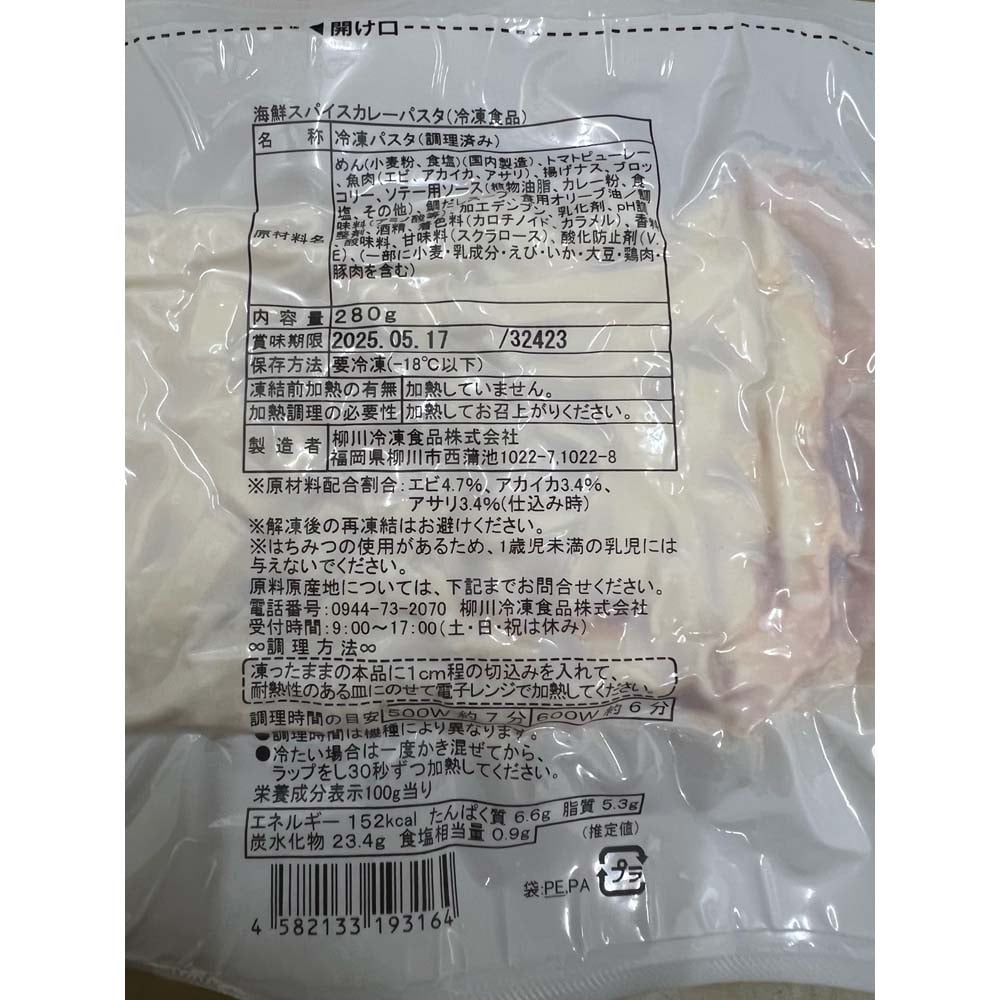 ◀開け口
海鮮スパイスカレーパスタ(冷凍食品)
名 称 冷凍パスタ(調理済み)
原材料名 めん(小麦粉、食塩)(国内製造)、トマトピューレー
、魚肉(エビ、アカイカ、アサリ)、揚げナス、ブロッ
コリー、ソテー用ソース(植物油脂、カレー粉、食
塩、その他)、鯛だし 食用オリーブ油/調
味料 加工デンプン、乳化剤、pH調
整剤、酒精、着色料(カロチノイド、カラメル)、香料
、酸味料、甘味料(スクラロース)、酸化防止剤(V.
E)、(一部に小麦・乳成分・えび・いか・大豆・鶏肉・
豚肉を含む)
内容量 280g
賞味期限 2025.05.17 /32423
保存方法 要冷凍(-18℃以下)
凍結前加熱の有無 加熱していません。
加熱調理の必要性 加熱してお召上がりください。
製造者 柳川冷凍食品株式会社
福岡県柳川市西蒲池1022-7,1022-8
※原材料配合割合:エビ4.7%、アカイカ3.4%、
アサリ3.4%(仕込み時)
※解凍後の再凍結はお避けください。
※はちみつの使用があるため、1歳児未満の乳児には
与えないでください。
原料原産地については、下記までお問合せください。
電話番号:0944-73-2070 柳川冷凍食品株式会社
受付時間:9:00〜17:00(土・日・祝は休み)
∞調理方法∞
凍ったままの本品に1cm程の切込みを入れて、
耐熱性のある皿にのせて電子レンジで加熱してください。
調理時間の目安 500W 約7分 600W 約6分
●調理時間は機種により異なります。
●冷たい場合は一度かき混ぜてから、
ラップをし30秒ずつ加熱してください。
栄養成分表示100g当り
エネルギー 152kcal たんぱく質 6.6g 脂質 5.3g
炭水化物 23.4g 食塩相当量 0.9g (推定値)
袋:PE,PA プラ
4 582133 193164